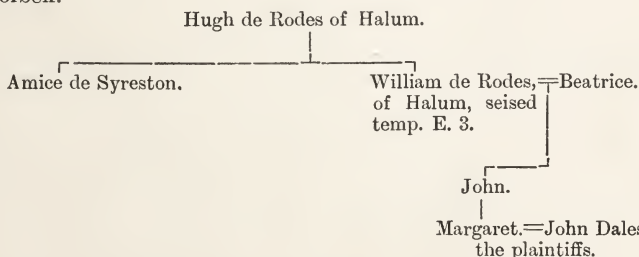 Hugh de Rodes of Halum.
Amice de Syreston.
William de Rodes,=Beatrice.
of Halum, seised
temp. E. 3.
John.
Margaret.=John Dales
the plaintiffs.